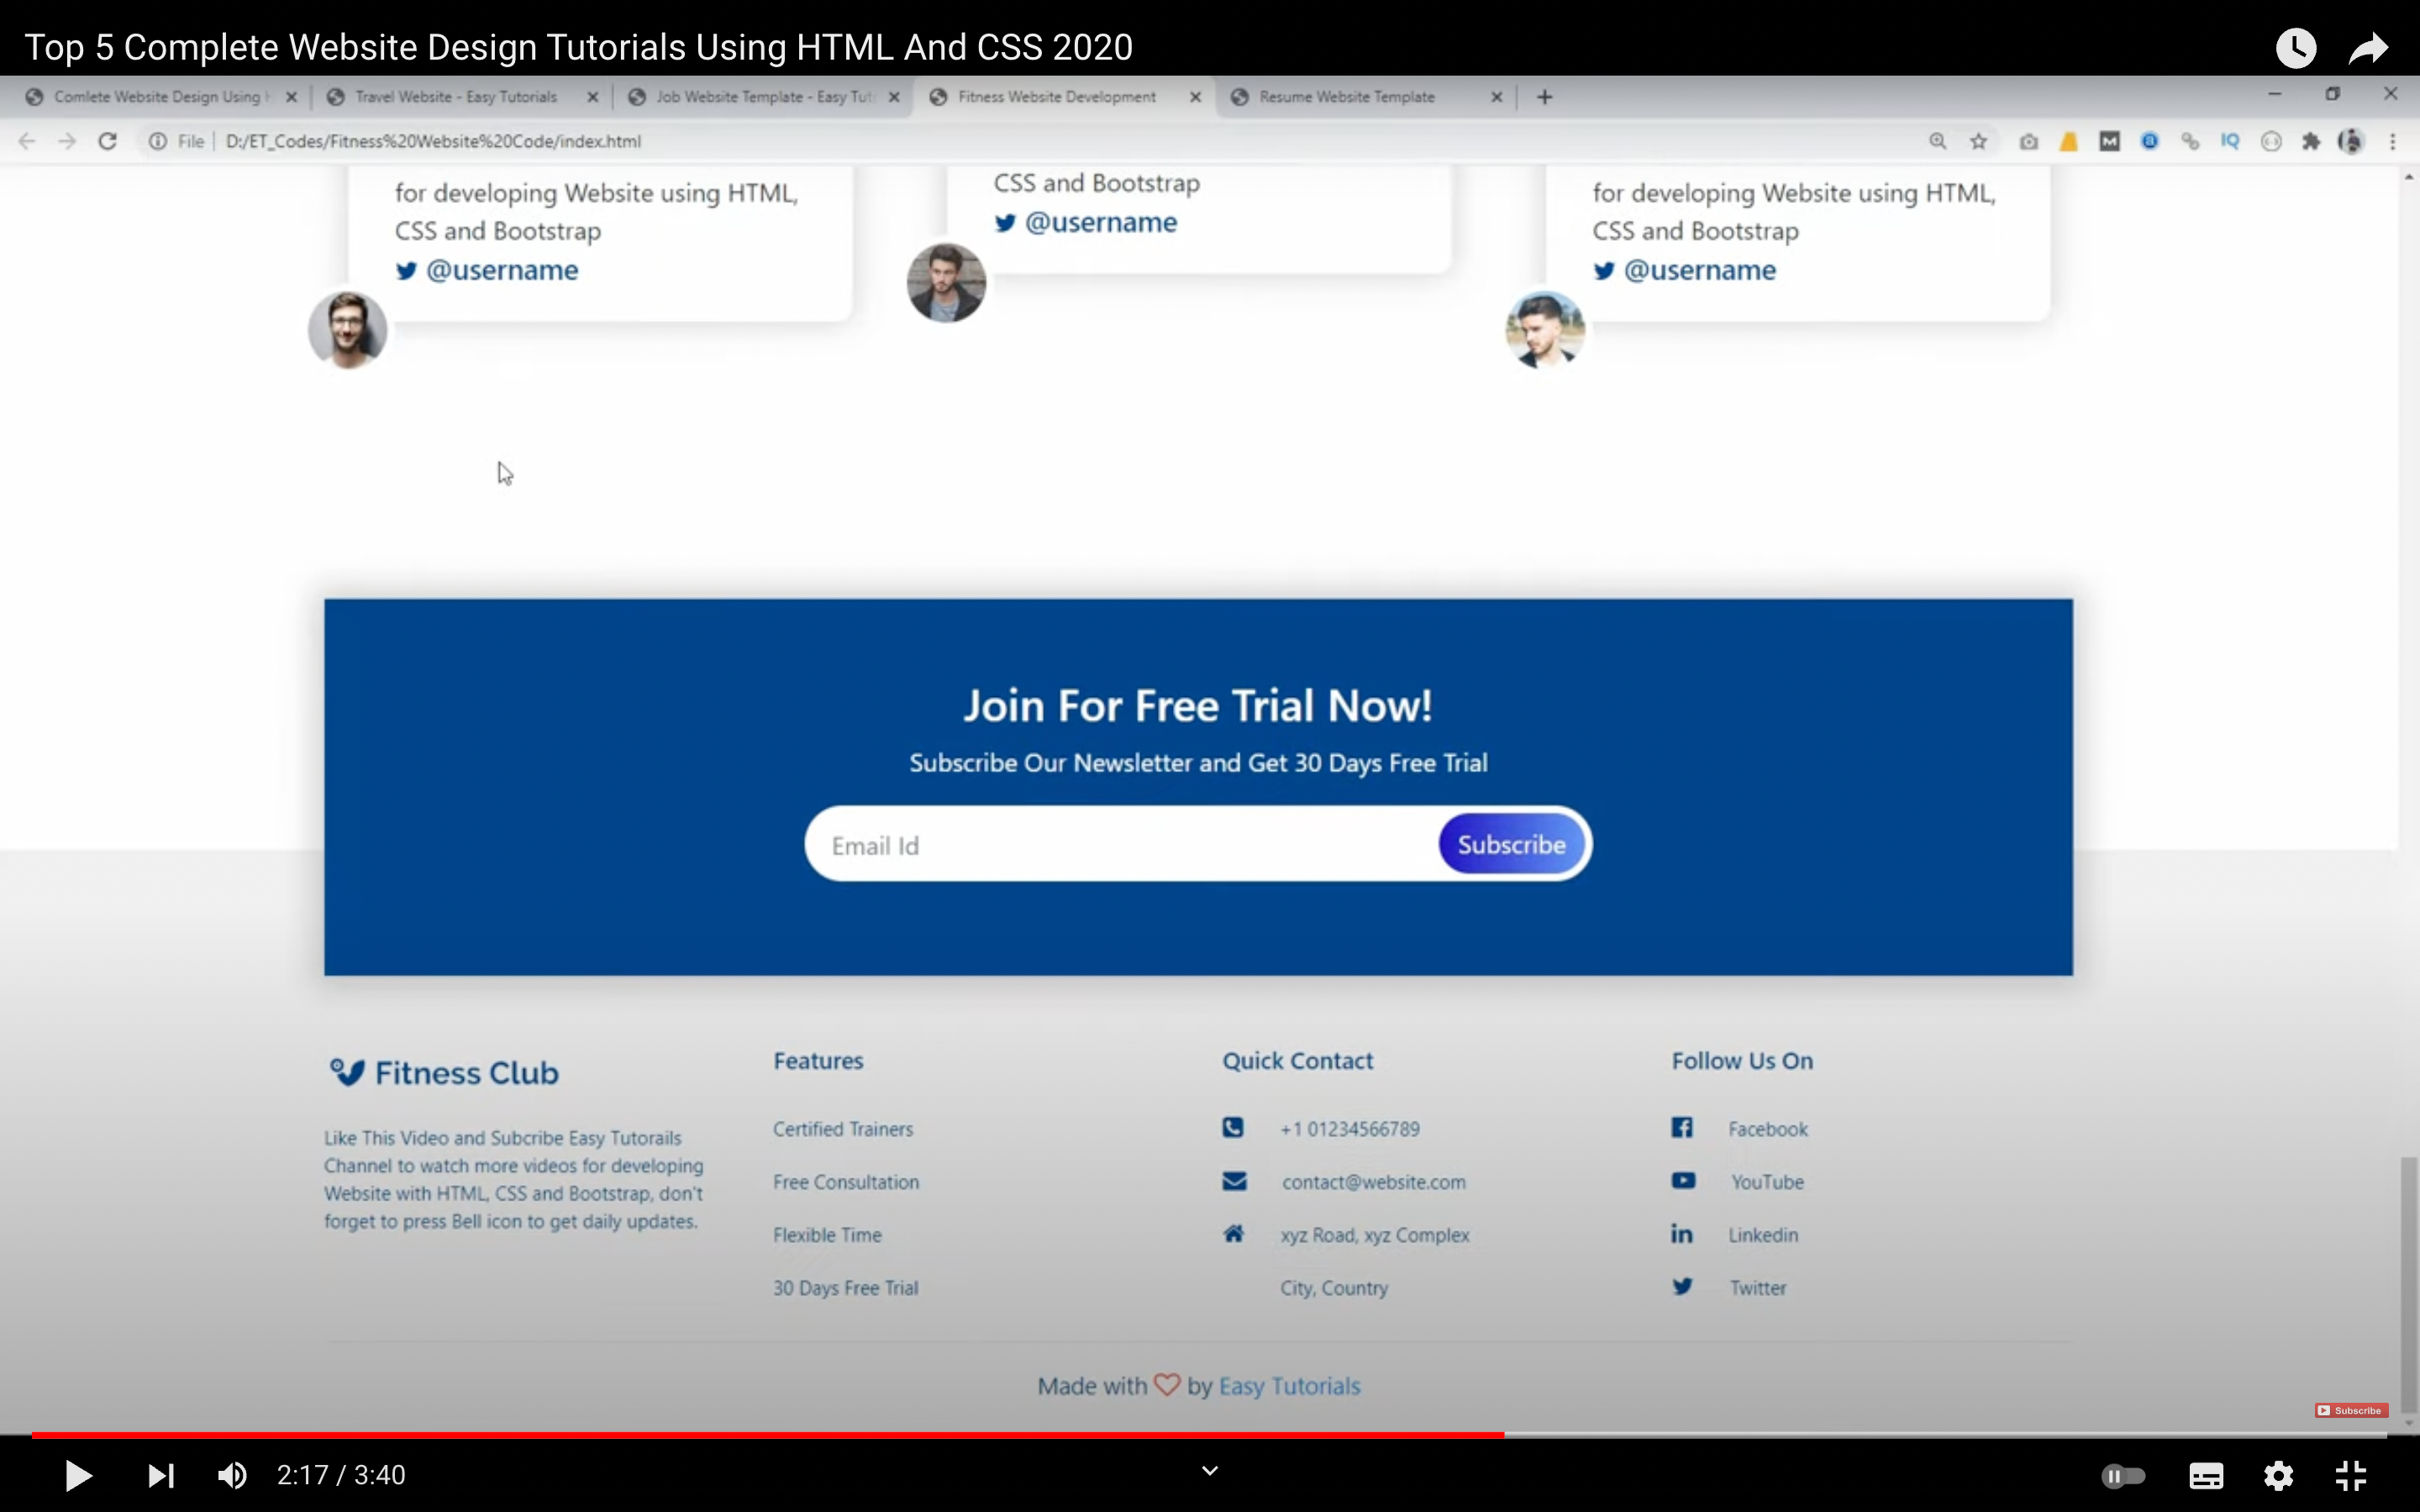 Top 5 Complete Website Design Tutorials Using HTML And CSS 2020
Comlete Website Design Using
Travel Website - Easy Tutorials
Job Website Template - Easy Tut
Fitness Website Development
Resume Website Template
File
D:/ET_Codes/Fitness%20Website%20Code/index.html
IQ
for developing Website using HTML,
CSS and Bootstrap
@username
CSS and Bootstrap
@username
for developing Website using HTML,
CSS and Bootstrap
@username
Join For Free Trial Now!
Subscribe Our Newsletter and Get 30 Days Free Trial
Email Id
Subscribe
Fitness Club
Like This Video and Subcribe Easy Tutorails
Channel to watch more videos for developing
Website with HTML, CSS and Bootstrap, don't
forget to press Bell icon to get daily updates.
Features
Certified Trainers
Free Consultation
Flexible Time
30 Days Free Trial
Quick Contact
+1 01234566789
contact@website.com
xyz Road, xyz Complex
City, Country
Follow Us On
Facebook
YouTube
Linkedin
Twitter
Made with by Easy Tutorials
Subscribe
2:17 / 3:40